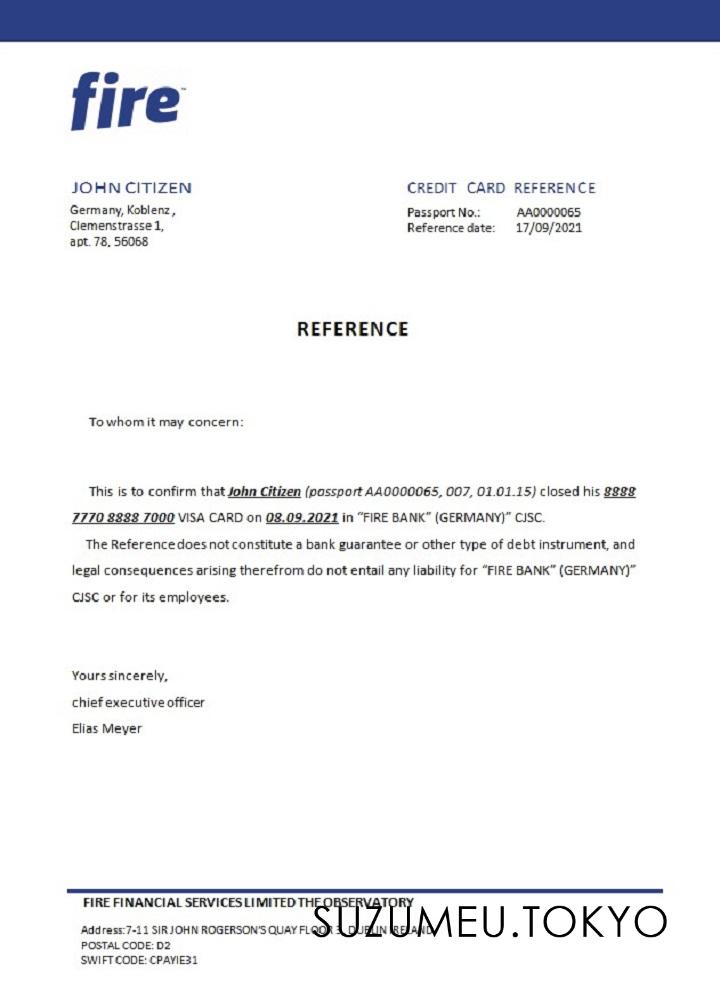 fire™
JOHN CITIZEN
Germany, Koblenz,
Clemenstrasse 1,
apt. 78, 56068
CREDIT CARD REFERENCE
Passport No.: AA0000065
Reference date: 17/09/2021
REFERENCE
To whom it may concern:
This is to confirm that John Citizen (passport AA0000065, 007, 01.01.15) closed his 8888
7770 8888 7000 VISA CARD on 08.09.2021 in “FIRE BANK” (GERMANY)” CJSC.
The Reference does not constitute a bank guarantee or other type of debt instrument, and
legal consequences arising therefrom do not entail any liability for “FIRE BANK” (GERMANY)”
CJSC or for its employees.
Yours sincerely,
chief executive officer
Elias Meyer
FIRE FINANCIAL SERVICES LIMITED THE OBSERVATORY
SUZUMEU.TOKYO
Address:7-11 SIR JOHN ROGERSON'S QUAY FLOOR 3, DUBLIN IRELAND
POSTAL CODE: D2
SWIFT CODE: CPAYIE31